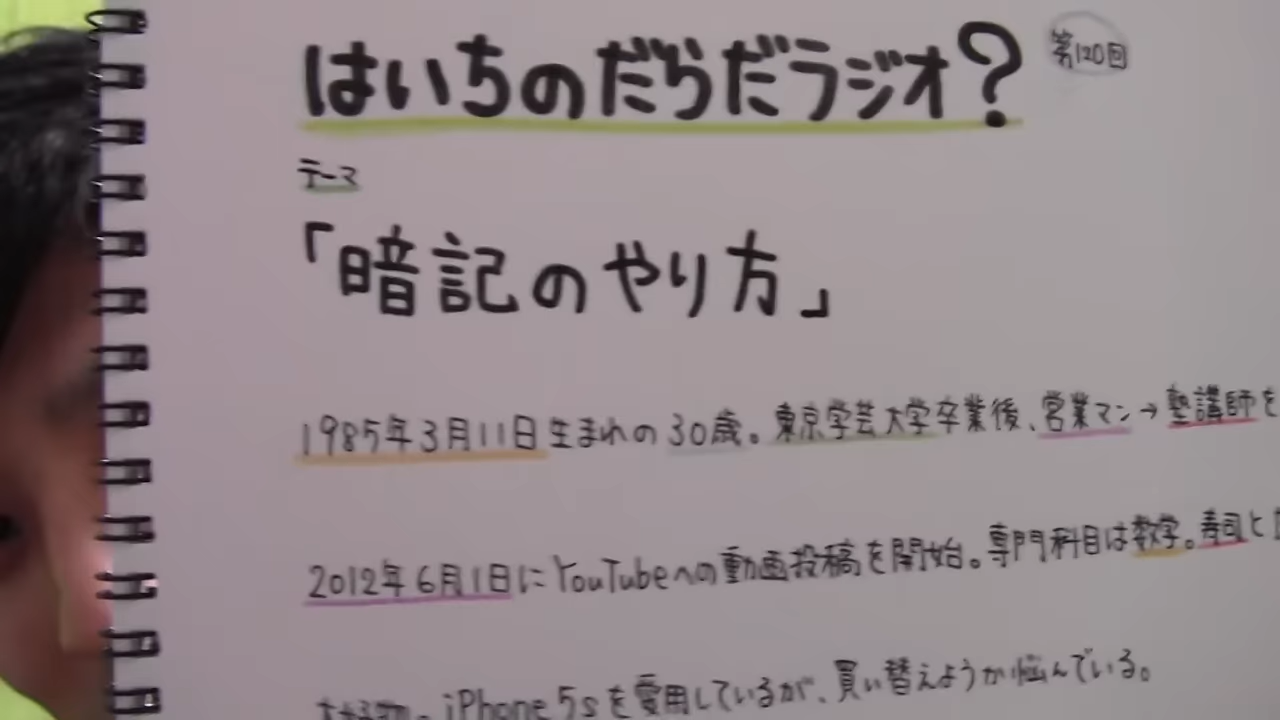 はいちのだらだラジオ? 第120回
テーマ
「暗記のやり方」
1985年3月11日生まれの30歳。東京学芸大学卒業後、営業マン→塾講師を
2012年6月1日にYouTubeへの動画投稿を開始。専門科目は数学。寿司と
iPhone 5sを愛用しているが、買い替えようか悩んでいる。